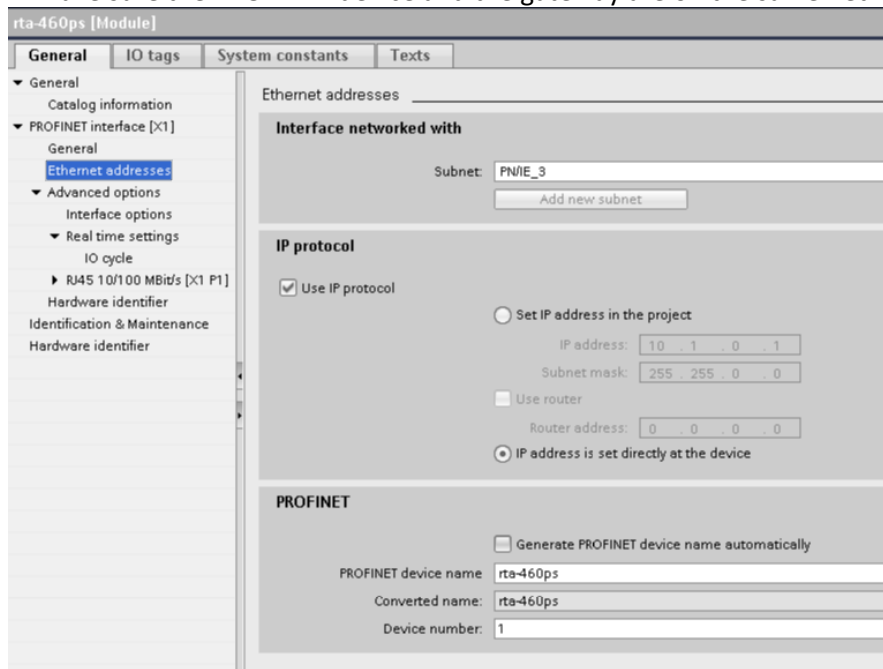 rta-460ps [Module]
General IO tags System constants Texts
General
Catalog information
PROFINET interface [X1]
General
Ethernet addresses
Advanced options
Interface options
Real time settings
IO cycle
RJ45 10/100 MBit/s [X1 P1]
Hardware identifier
Identification & Maintenance
Hardware identifier
Ethernet addresses
Interface networked with
Subnet: PN/IE_3
Add new subnet
IP protocol
Use IP protocol
Set IP address in the project
IP address: 10 . 1 . 0 . 1
Subnet mask: 255 . 255 . 0 . 0
Use router
Router address: 0 . 0 . 0 . 0
IP address is set directly at the device
PROFINET
Generate PROFINET device name automatically
PROFINET device name rta-460ps
Converted name: rta-460ps
Device number: 1